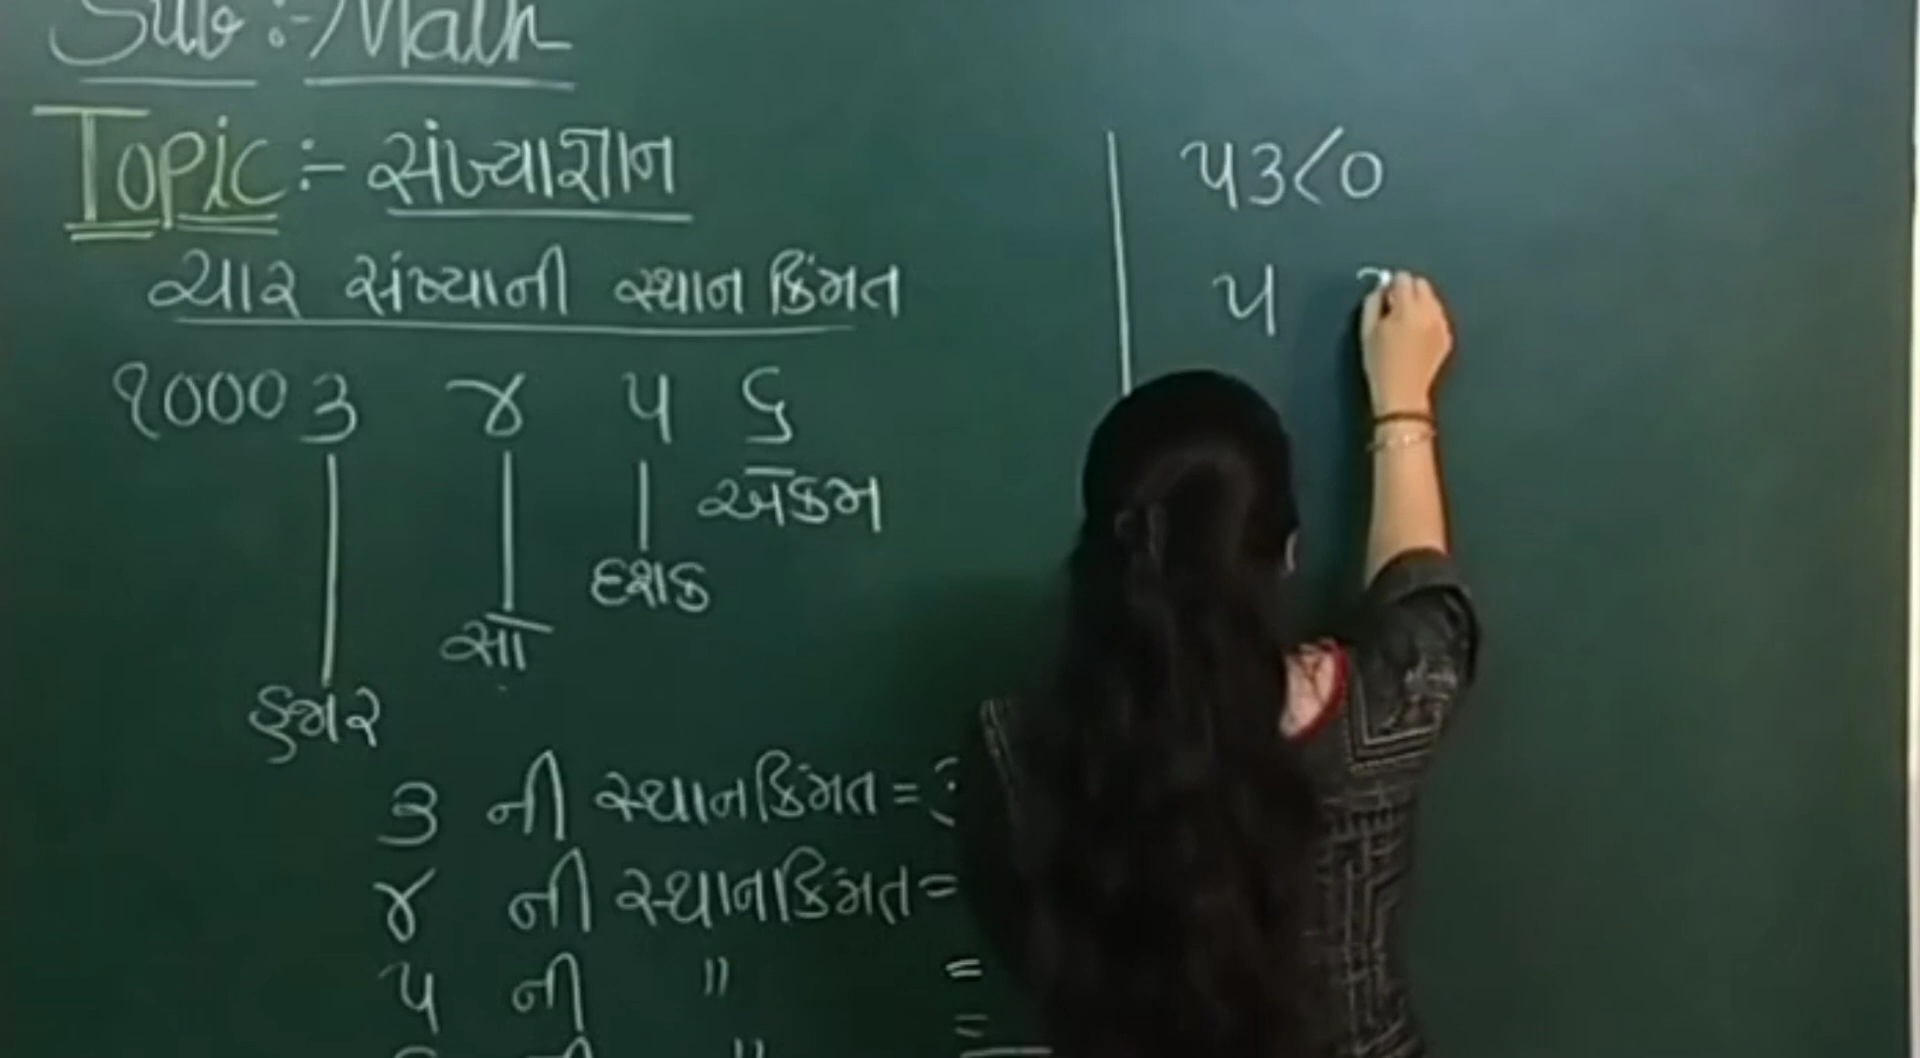 Sub :- Math
Topic :- સંખ્યાજ્ઞાન
ચાર સંખ્યાની સ્થાન કિંમત
૧૦૦૦ ૩ ૪ ૫ ૬
એકમ
દશક
સો
હજાર
૩ ની સ્થાનકિંમત =
૪ ની સ્થાનકિંમત =
૫ ની " =
" =
૫૩૮૦
૫